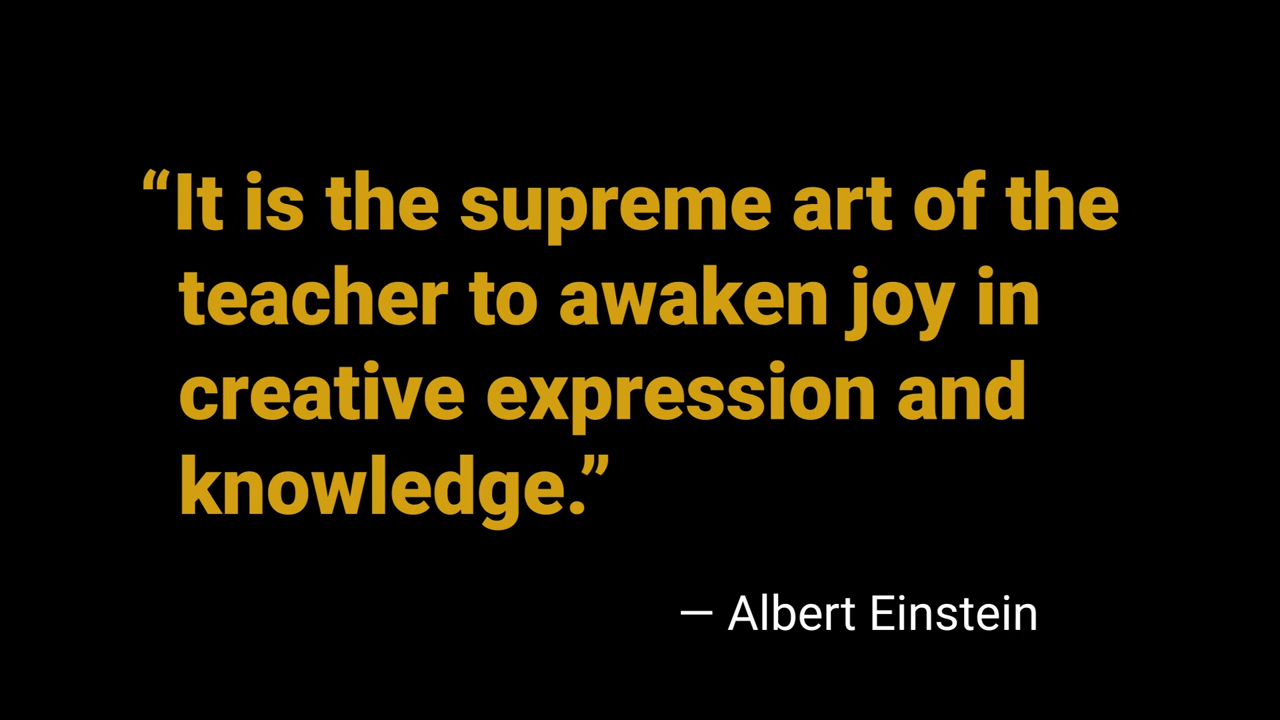 “It is the supreme art of the
teacher to awaken joy in
creative expression and
knowledge.”
— Albert Einstein